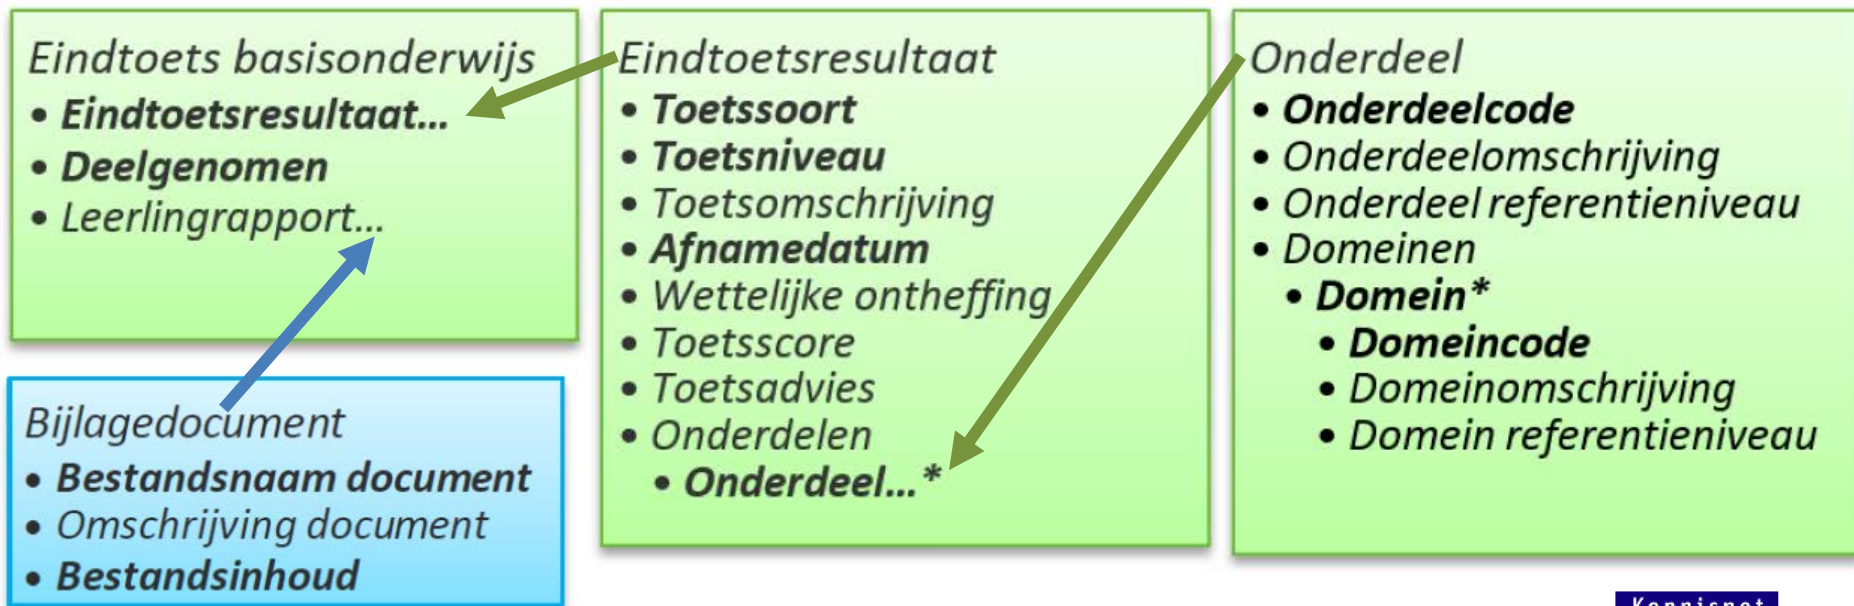 Eindtoets basisonderwijs
• Eindtoetsresultaat...
• Deelgenomen
• Leerlingrapport...
Bijlagedocument
• Bestandsnaam document
• Omschrijving document
• Bestandsinhoud
Eindtoetsresultaat
• Toetssoort
• Toetsniveau
• Toetsomschrijving
• Afnamedatum
• Wettelijke ontheffing
• Toetsscore
• Toetsadvies
• Onderdelen
• Onderdeel...*
Onderdeel
• Onderdeelcode
• Onderdeelomschrijving
• Onderdeel referentieniveau
• Domeinen
• Domein*
• Domeincode
• Domeinomschrijving
• Domein referentieniveau
Kennisnet